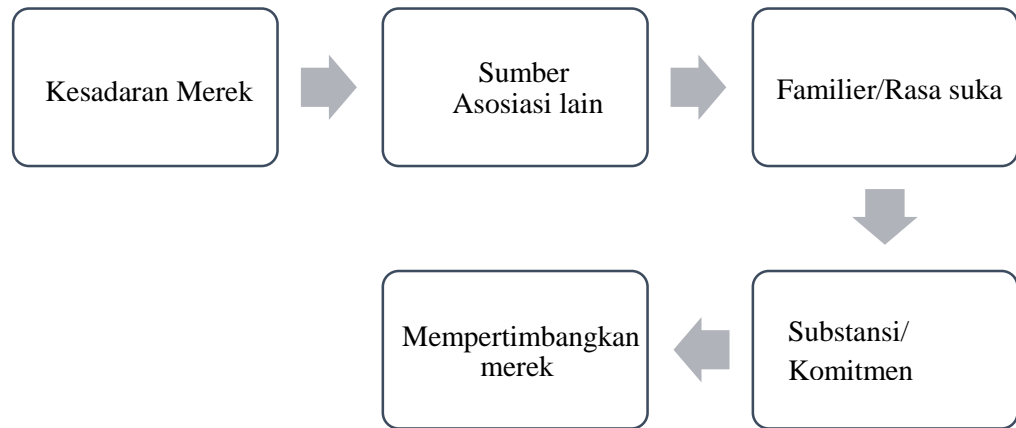 Kesadaran Merek
Sumber
Asosiasi lain
Familier/Rasa suka
Substansi/
Komitmen
Mempertimbangkan
merek